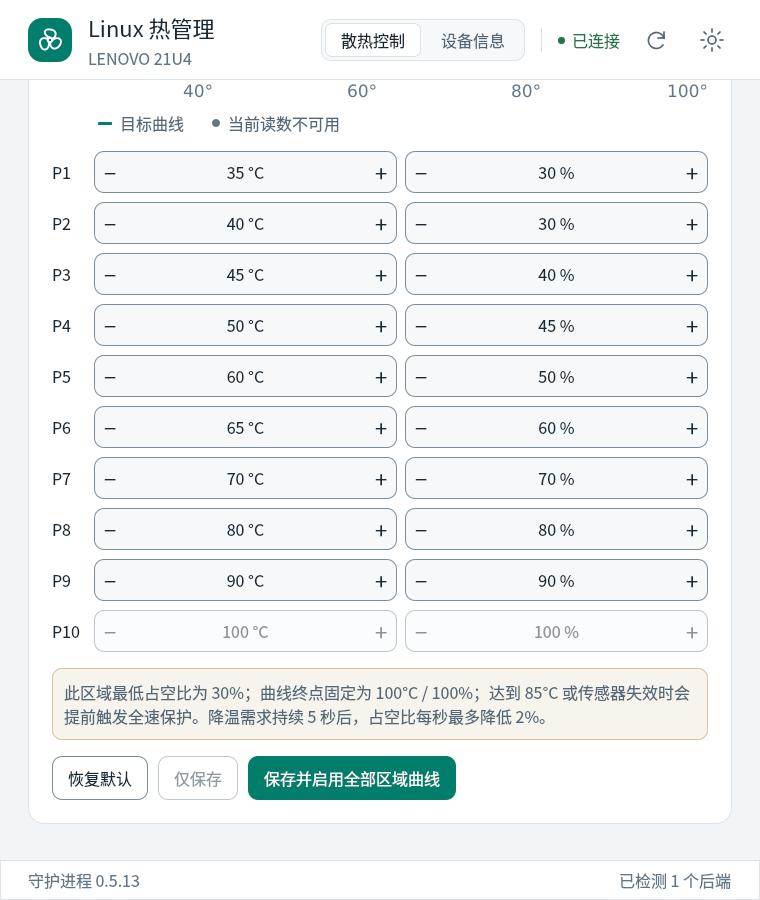 Linux 热管理
LENOVO 21U4
散热控制 设备信息 已连接
40° 60° 80° 100°
目标曲线 当前读数不可用
P1 − 35 °C + − 30 % +
P2 − 40 °C + − 30 % +
P3 − 45 °C + − 40 % +
P4 − 50 °C + − 45 % +
P5 − 60 °C + − 50 % +
P6 − 65 °C + − 60 % +
P7 − 70 °C + − 70 % +
P8 − 80 °C + − 80 % +
P9 − 90 °C + − 90 % +
P10 − 100 °C + − 100 % +
此区域最低占空比为 30%；曲线终点固定为 100°C / 100%；达到 85°C 或传感器失效时会
提前触发全速保护。降温需求持续 5 秒后，占空比每秒最多降低 2%。
恢复默认 仅保存 保存并启用全部区域曲线
守护进程 0.5.13 已检测 1 个后端